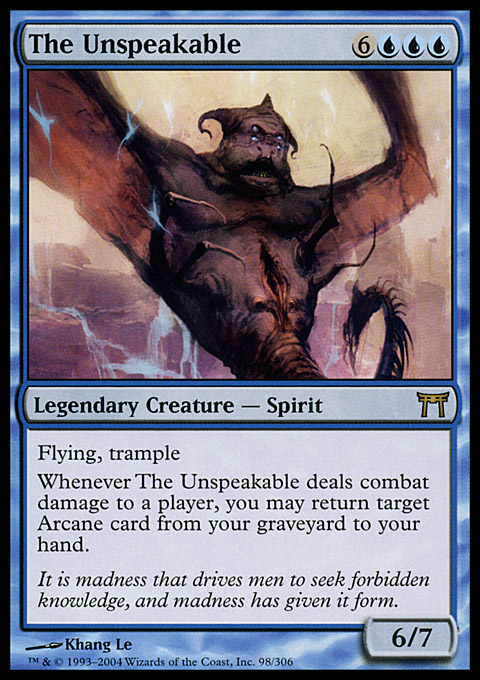 The Unspeakable 6
Legendary Creature — Spirit
Flying, trample
Whenever The Unspeakable deals combat
damage to a player, you may return target
Arcane card from your graveyard to your
hand.
It is madness that drives men to seek forbidden
knowledge, and madness has given it form.
6/7
Khang Le
™ & © 1993–2004 Wizards of the Coast, Inc. 98/306